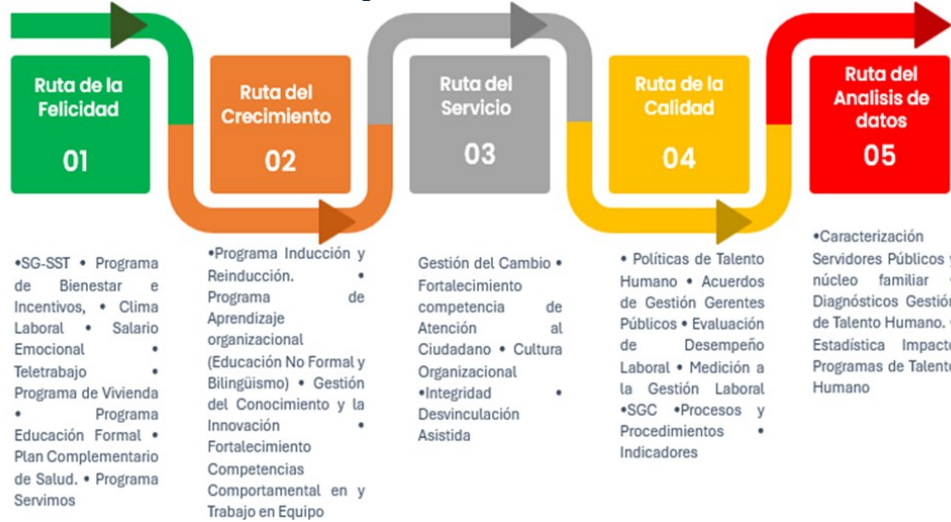 Ruta de la
Felicidad
01
•SG-SST • Programa
de Bienestar e
Incentivos, • Clima
Laboral • Salario
Emocional •
Teletrabajo •
Programa de Vivienda
• Programa
Educación Formal •
Plan Complementario
de Salud. • Programa
Servimos
Ruta del
Crecimiento
02
•Programa Inducción y
Reinducción. •
Programa de
Aprendizaje
organizacional
(Educación No Formal y
Bilingüismo) • Gestión
del Conocimiento y la
Innovación •
Fortalecimiento
Competencias
Comportamental en y
Trabajo en Equipo
Ruta del
Servicio
03
Gestión del Cambio •
Fortalecimiento
competencia de
Atención al
Ciudadano • Cultura
Organizacional
•Integridad •
Desvinculación
Asistida
Ruta de la
Calidad
04
• Políticas de Talento
Humano • Acuerdos
de Gestión Gerentes
Públicos • Evaluación
de Desempeño
Laboral • Medición a
la Gestión Laboral
•SGC •Procesos y
Procedimientos •
Indicadores
Ruta del
Analisis de
datos
05
•Caracterización
Servidores Públicos y
núcleo familiar •
Diagnósticos Gestión
de Talento Humano. •
Estadística Impacto
Programas de Talento
Humano